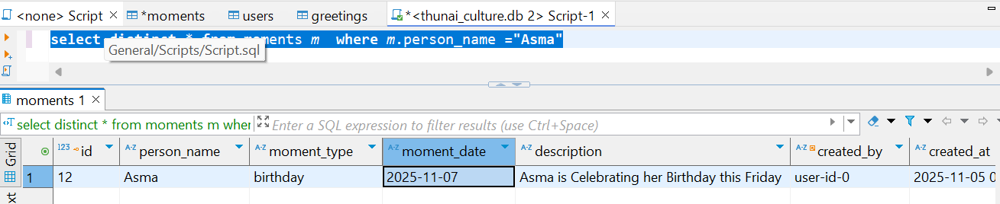 <none> Script
*moments
users
greetings
*<thunai_culture.db 2> Script-1
select distinct * from moments m  where m.person_name ="Asma"
General/Scripts/Script.sql
moments 1
select distinct * from moments m wher
Enter a SQL expression to filter results (use Ctrl+Space)
Grid
123 id
A-Z person_name
A-Z moment_type
A-Z moment_date
A-Z description
A-Z created_by
A-Z created_at
1 12 Asma birthday 2025-11-07 Asma is Celebrating her Birthday this Friday user-id-0 2025-11-05 0
xt